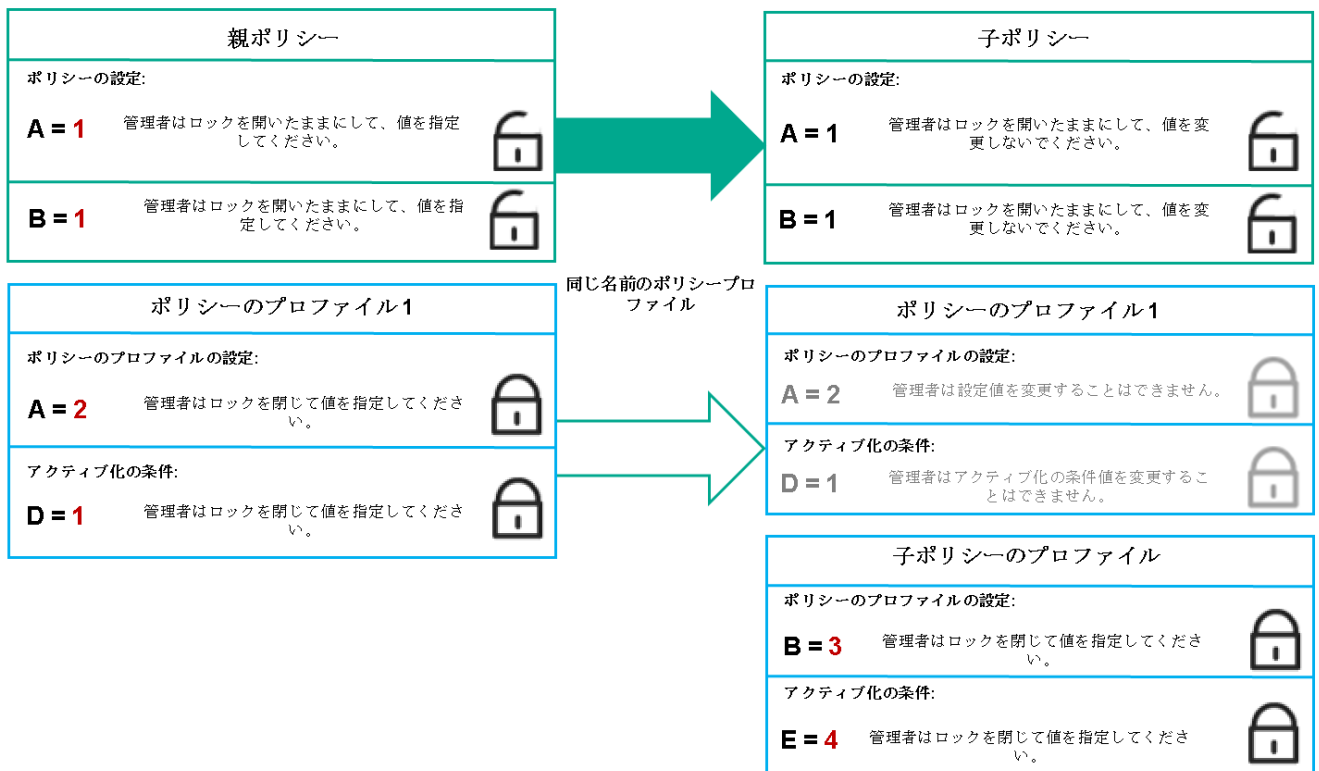 親ポリシー
ポリシーの設定:
A = 1
管理者はロックを開いたままにして、値を指定
してください。
B = 1
管理者はロックを開いたままにして、値を指
定してください。
子ポリシー
ポリシーの設定:
A = 1
管理者はロックを開いたままにして、値を変
更しないでください。
B = 1
管理者はロックを開いたままにして、値を変
更しないでください。
同じ名前のポリシープロ
ファイル
ポリシーのプロファイル 1
ポリシーのプロファイルの設定:
A = 2
管理者はロックを閉じて値を指定してくださ
い。
アクティブ化の条件:
D = 1
管理者はロックを閉じて値を指定してくださ
い。
ポリシーのプロファイル 1
ポリシーのプロファイルの設定:
A = 2
管理者は設定値を変更することはできません。
アクティブ化の条件:
D = 1
管理者はアクティブ化の条件値を変更するこ
とはできません。
子ポリシーのプロファイル
ポリシーのプロファイルの設定:
B = 3
管理者はロックを閉じて値を指定してくださ
い。
アクティブ化の条件:
E = 4
管理者はロックを閉じて値を指定してくださ
い。